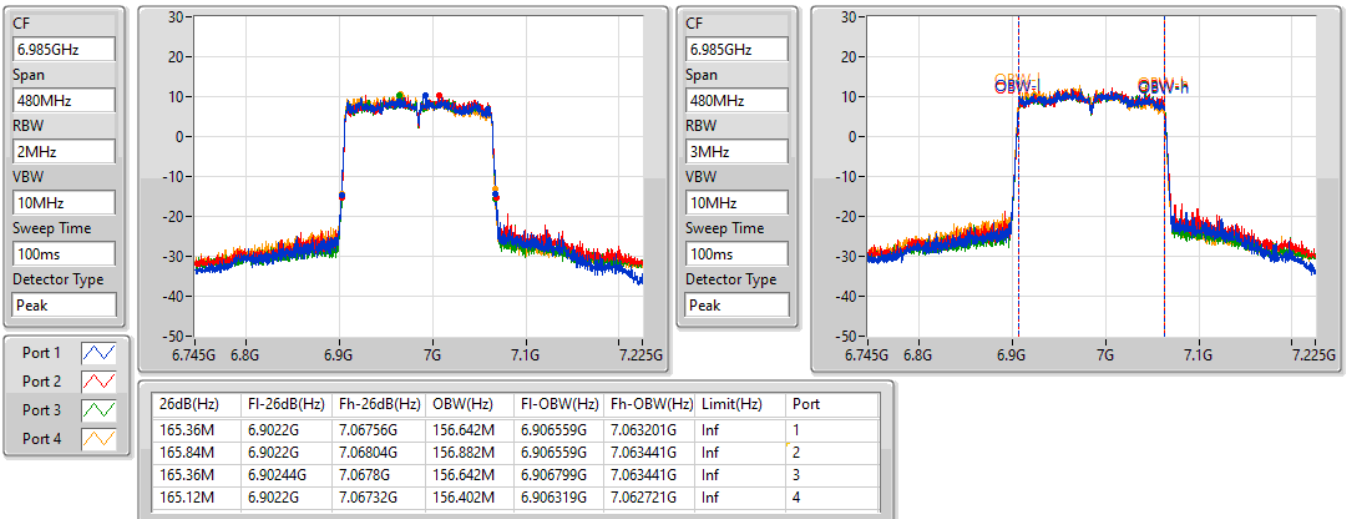 CF
6.985GHz
Span
480MHz
RBW
2MHz
VBW
10MHz
Sweep Time
100ms
Detector Type
Peak
30
20
10
0
-10
-20
-30
-40
-50
6.745G 6.8G 6.9G 7G 7.1G 7.225G
CF
6.985GHz
Span
480MHz
RBW
3MHz
VBW
10MHz
Sweep Time
100ms
Detector Type
Peak
30
20
10
0
-10
-20
-30
-40
-50
OBW-l OBW-h
6.745G 6.8G 6.9G 7G 7.1G 7.225G
Port 1
Port 2
Port 3
Port 4
26dB(Hz) Fl-26dB(Hz) Fh-26dB(Hz) OBW(Hz) Fl-OBW(Hz) Fh-OBW(Hz) Limit(Hz) Port
165.36M 6.9022G 7.06756G 156.642M 6.906559G 7.063201G Inf 1
165.84M 6.9022G 7.06804G 156.882M 6.906559G 7.063441G Inf 2
165.36M 6.90244G 7.0678G 156.642M 6.906799G 7.063441G Inf 3
165.12M 6.9022G 7.06732G 156.402M 6.906319G 7.062721G Inf 4